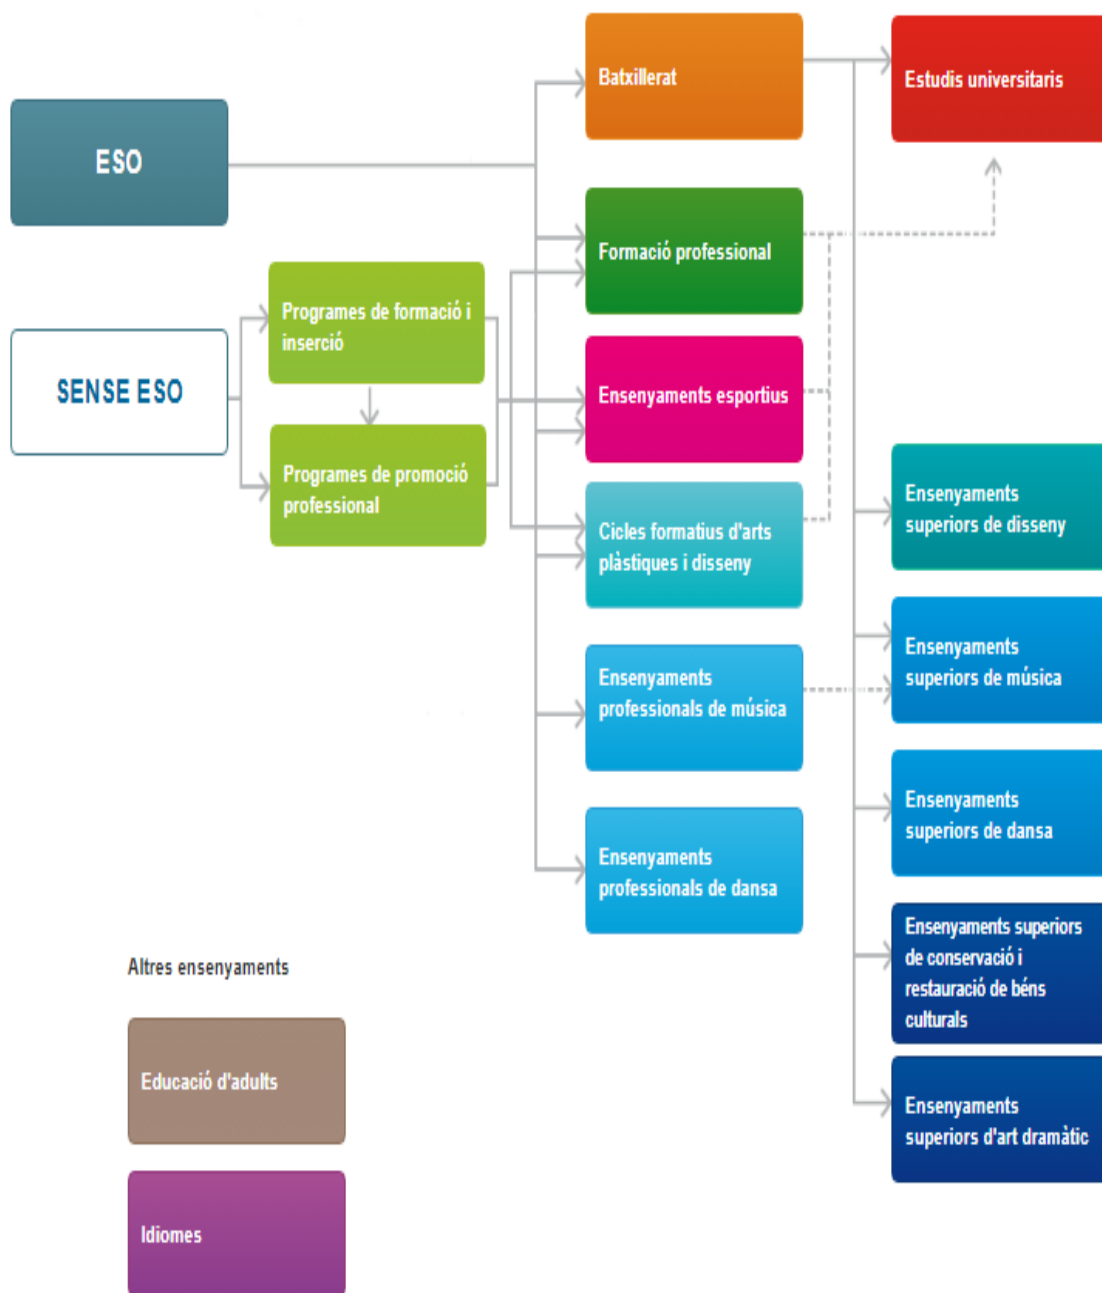 ESO
SENSE ESO
Programes de formació i
inserció
Programes de promoció
professional
Batxillerat
Formació professional
Ensenyaments esportius
Cicles formatius d'arts
plàstiques i disseny
Ensenyaments
professionals de música
Ensenyaments
professionals de dansa
Estudis universitaris
Ensenyaments
superiors de disseny
Ensenyaments
superiors de música
Ensenyaments
superiors de dansa
Ensenyaments superiors
de conservació i
restauració de béns
culturals
Ensenyaments
superiors d'art dramàtic
Altres ensenyaments
Educació d'adults
Idiomes